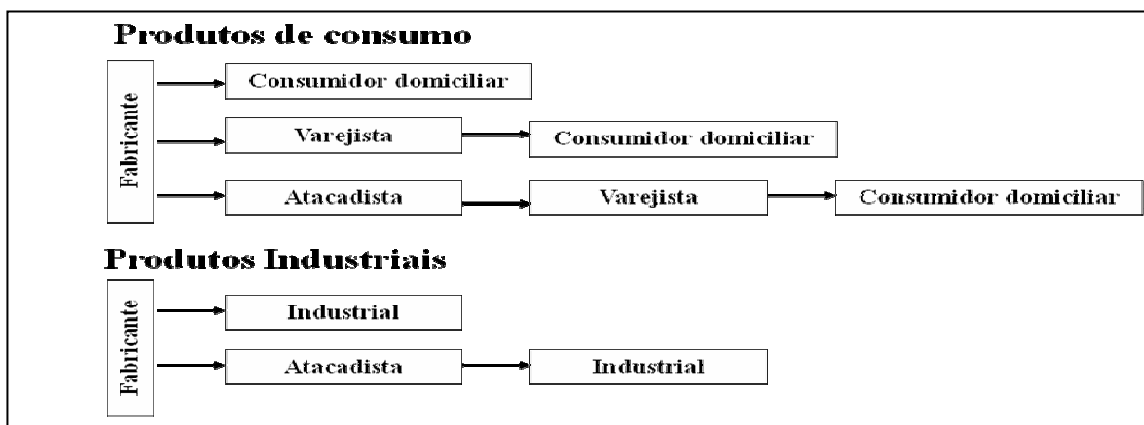 Produtos de consumo
Fabricante
Consumidor domiciliar
Varejista
Consumidor domiciliar
Atacadista
Varejista
Consumidor domiciliar
Produtos Industriais
Fabricante
Industrial
Atacadista
Industrial